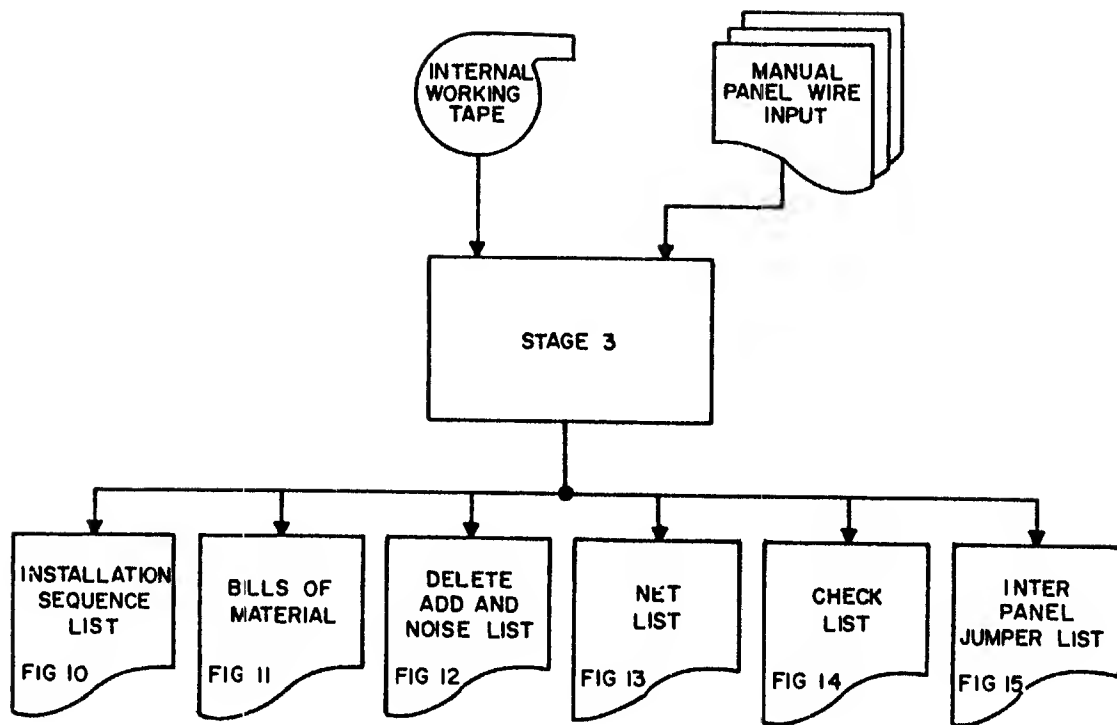 INTERNAL
WORKING
TAPE
MANUAL
PANEL WIRE
INPUT
STAGE 3
INSTALLATION
SEQUENCE
LIST
FIG 10
BILLS OF
MATERIAL
FIG 11
DELETE
ADD AND
NOISE LIST
FIG 12
NET
LIST
FIG 13
CHECK
LIST
FIG 14
INTER
PANEL
JUMPER LIST
FIG 15